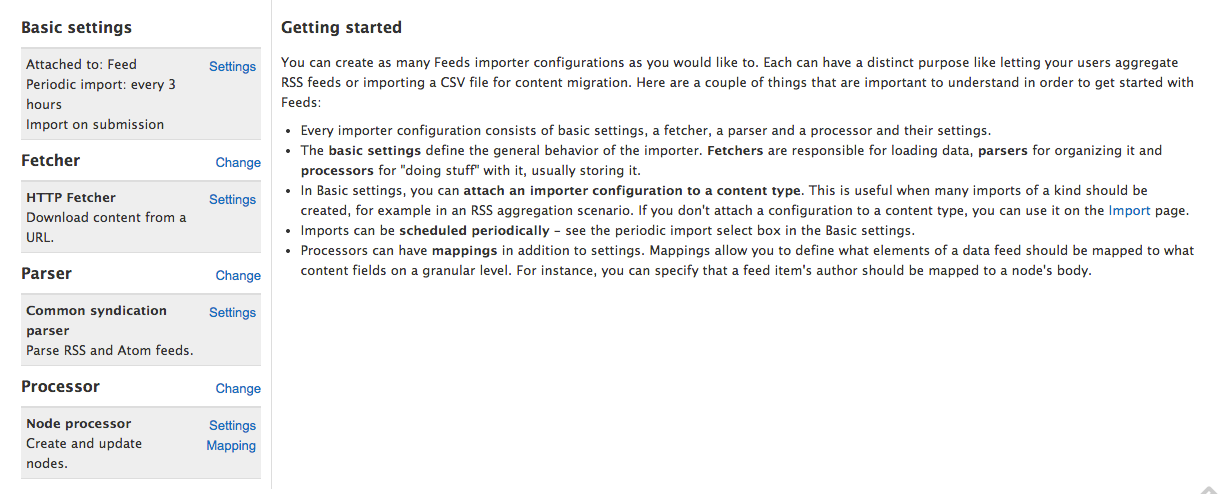 Basic settings
Attached to: Feed
Settings
Periodic import: every 3
hours
Import on submission
Fetcher
Change
HTTP Fetcher
Settings
Download content from a
URL.
Parser
Change
Common syndication
Settings
parser
Parse RSS and Atom feeds.
Processor
Change
Node processor
Settings
Create and update
Mapping
nodes.
Getting started
You can create as many Feeds importer configurations as you would like to. Each can have a distinct purpose like letting your users aggregate
RSS feeds or importing a CSV file for content migration. Here are a couple of things that are important to understand in order to get started with
Feeds:
• Every importer configuration consists of basic settings, a fetcher, a parser and a processor and their settings.
• The basic settings define the general behavior of the importer. Fetchers are responsible for loading data, parsers for organizing it and
processors for "doing stuff" with it, usually storing it.
• In Basic settings, you can attach an importer configuration to a content type. This is useful when many imports of a kind should be
created, for example in an RSS aggregation scenario. If you don't attach a configuration to a content type, you can use it on the Import page.
• Imports can be scheduled periodically - see the periodic import select box in the Basic settings.
• Processors can have mappings in addition to settings. Mappings allow you to define what elements of a data feed should be mapped to what
content fields on a granular level. For instance, you can specify that a feed item's author should be mapped to a node's body.